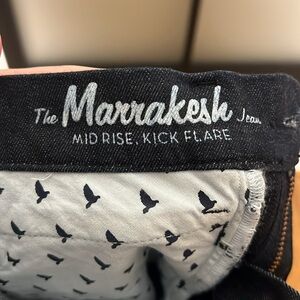 The Marrakesh Jean
MID RISE, KICK FLARE